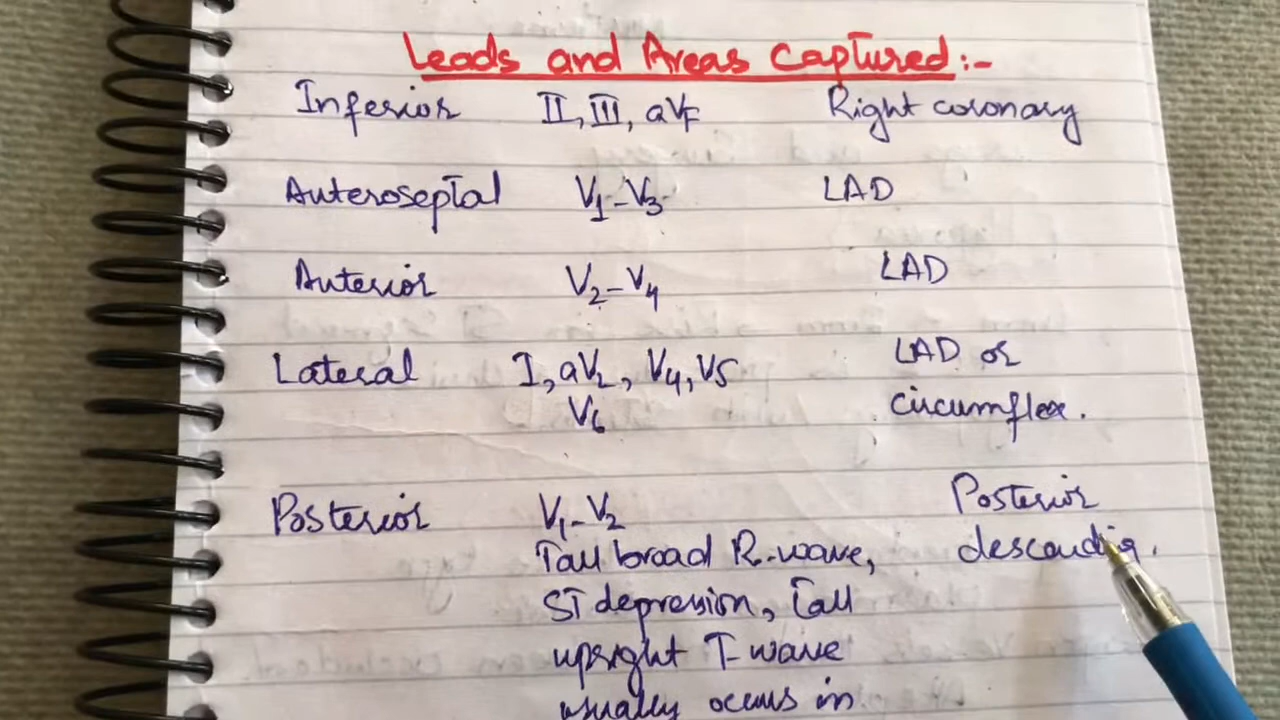 Leads and Areas Captured:-
Inferior II, III, aVF Right coronary
Anteroseptal V1-V3 LAD
Anterior V2-V4 LAD
Lateral I, aVL, V4, V5 LAD or
V6 circumflex.
Posterior V1-V2 Posterior
Tall broad R-wave, descending.
ST depression, Tall
upright T-wave
usually occurs in